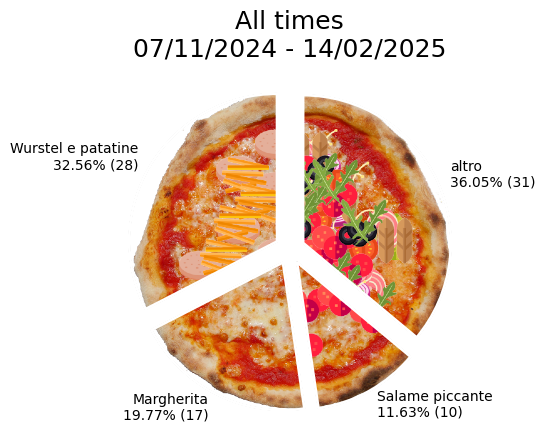 All times
07/11/2024 - 14/02/2025
Wurstel e patatine
32.56% (28)
altro
36.05% (31)
Margherita
19.77% (17)
Salame piccante
11.63% (10)